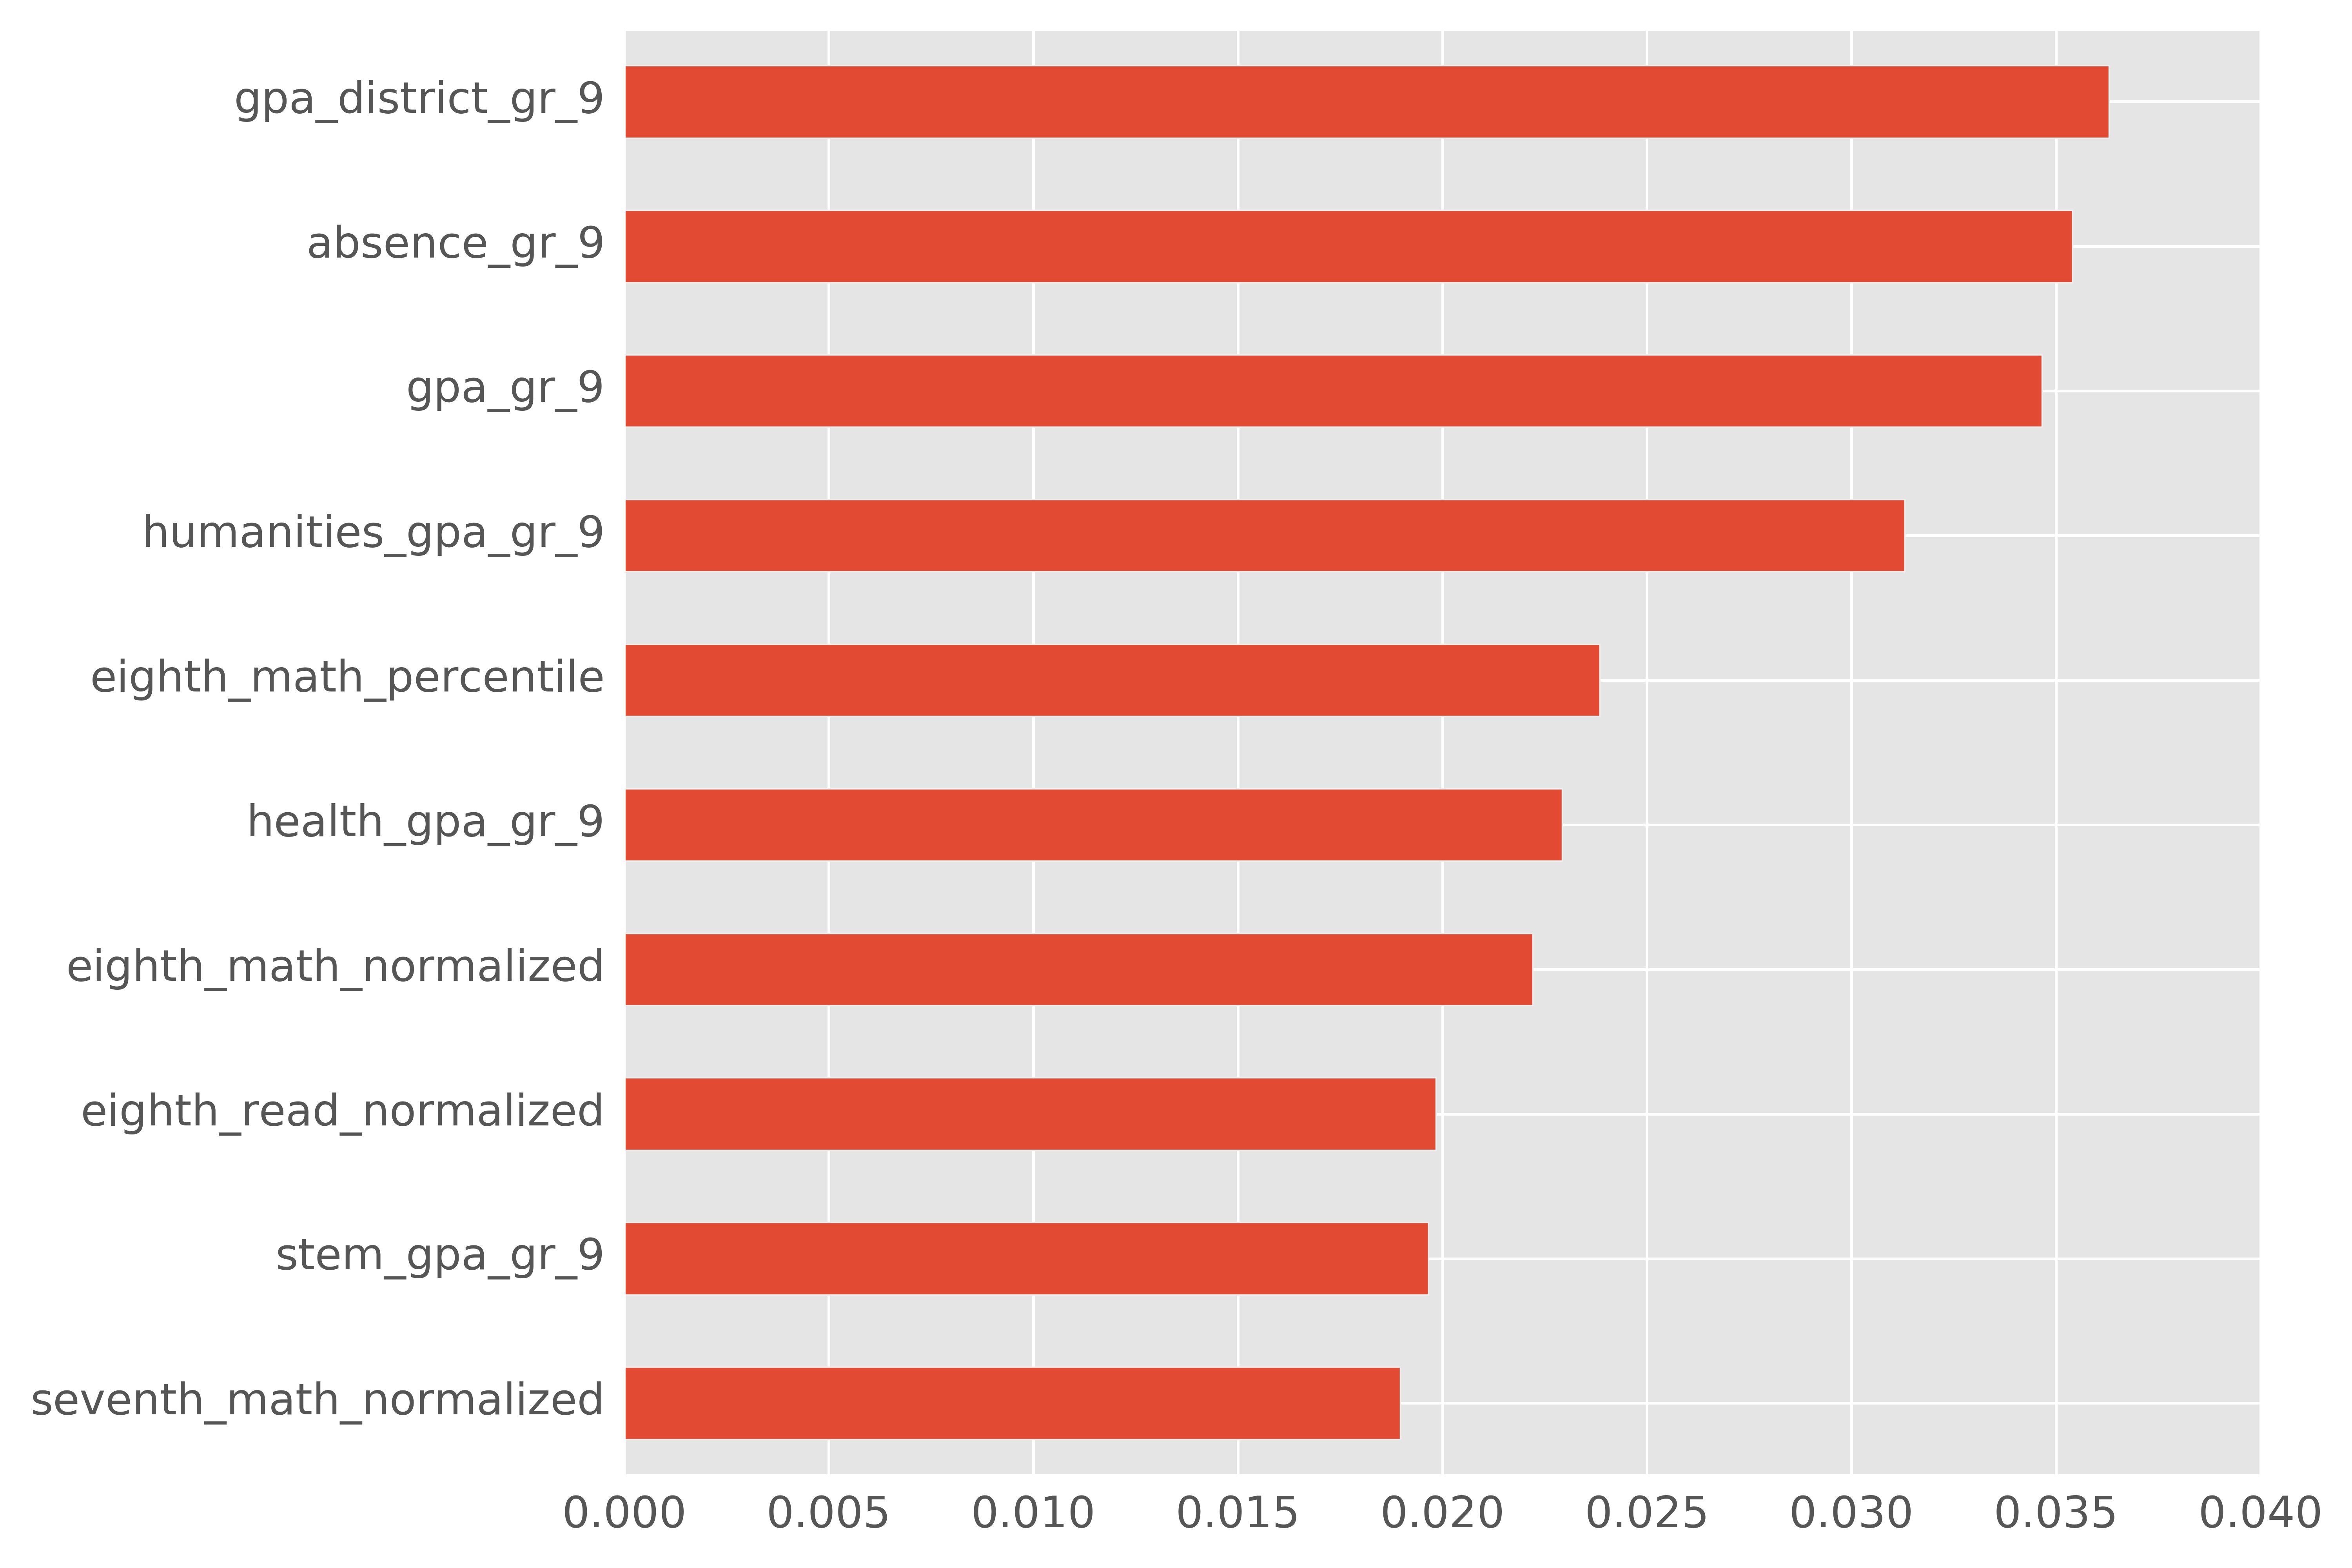 gpa_district_gr_9
absence_gr_9
gpa_gr_9
humanities_gpa_gr_9
eighth_math_percentile
health_gpa_gr_9
eighth_math_normalized
eighth_read_normalized
stem_gpa_gr_9
seventh_math_normalized
0.000 0.005 0.010 0.015 0.020 0.025 0.030 0.035 0.040